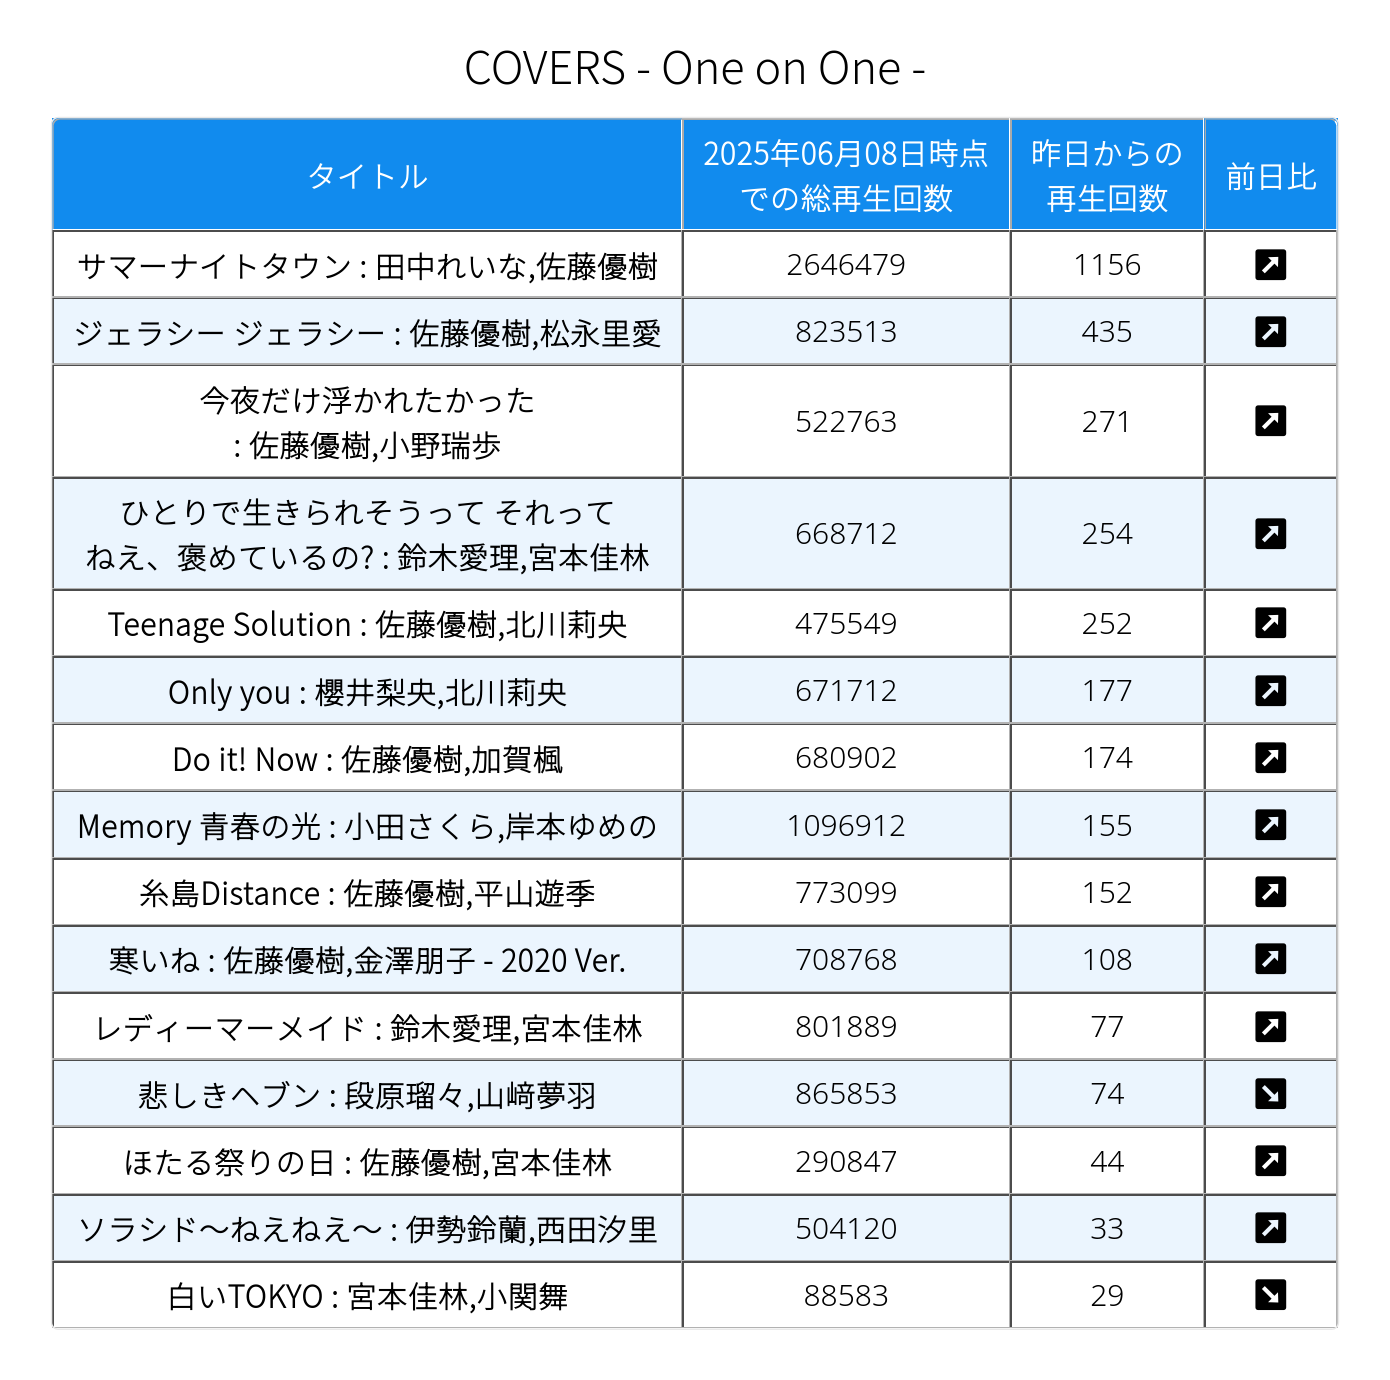 COVERS - One on One -
タイトル
2025年06月08日時点
での総再生回数
昨日からの
再生回数
前日比
サマーナイトタウン : 田中れいな,佐藤優樹 2646479 1156
ジェラシー ジェラシー : 佐藤優樹,松永里愛 823513 435
今夜だけ浮かれたかった
: 佐藤優樹,小野瑞歩 522763 271
ひとりで生きられそうって それって
ねえ、褒めているの? : 鈴木愛理,宮本佳林 668712 254
Teenage Solution : 佐藤優樹,北川莉央 475549 252
Only you : 櫻井梨央,北川莉央 671712 177
Do it! Now : 佐藤優樹,加賀楓 680902 174
Memory 青春の光 : 小田さくら,岸本ゆめの 1096912 155
糸島Distance : 佐藤優樹,平山遊季 773099 152
寒いね : 佐藤優樹,金澤朋子 - 2020 Ver. 708768 108
レディーマーメイド : 鈴木愛理,宮本佳林 801889 77
悲しきヘブン : 段原瑠々,山﨑夢羽 865853 74
ほたる祭りの日 : 佐藤優樹,宮本佳林 290847 44
ソラシド〜ねえねえ〜 : 伊勢鈴蘭,西田汐里 504120 33
白いTOKYO : 宮本佳林,小関舞 88583 29